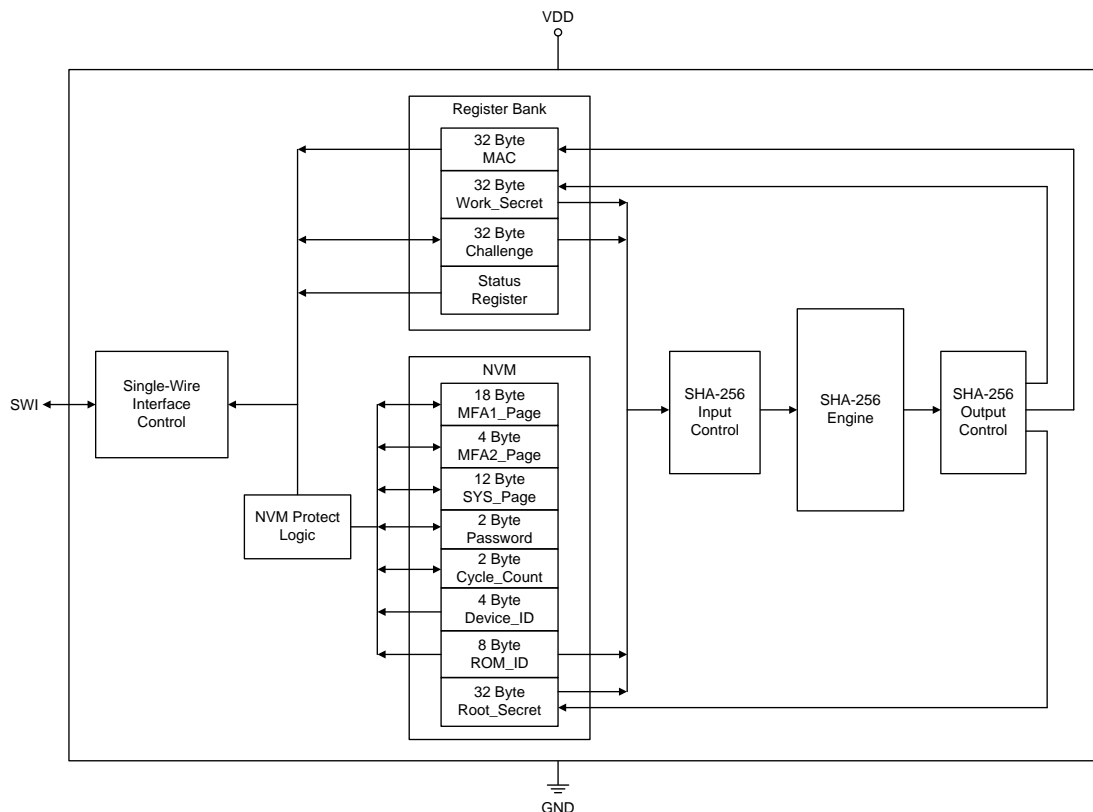 VDD
Register Bank
32 Byte
MAC
32 Byte
Work_Secret
32 Byte
Challenge
Status
Register
SWI
Single-Wire
Interface
Control
NVM Protect
Logic
NVM
18 Byte
MFA1_Page
4 Byte
MFA2_Page
12 Byte
SYS_Page
2 Byte
Password
2 Byte
Cycle_Count
4 Byte
Device_ID
8 Byte
ROM_ID
32 Byte
Root_Secret
SHA-256
Input
Control
SHA-256
Engine
SHA-256
Output
Control
GND